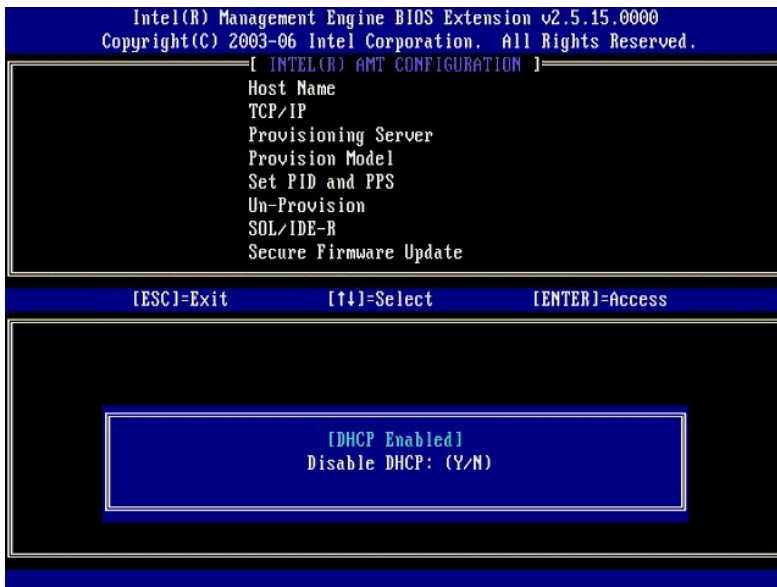 Intel(R) Management Engine BIOS Extension v2.5.15.0000
Copyright(C) 2003-06 Intel Corporation. All Rights Reserved.
[ INTEL(R) AMT CONFIGURATION ]
Host Name
TCP/IP
Provisioning Server
Provision Model
Set PID and PPS
Un-Provision
SOL/IDE-R
Secure Firmware Update
[ESC]=Exit [↑↓]=Select [ENTER]=Access
[DHCP Enabled]
Disable DHCP: (Y/N)